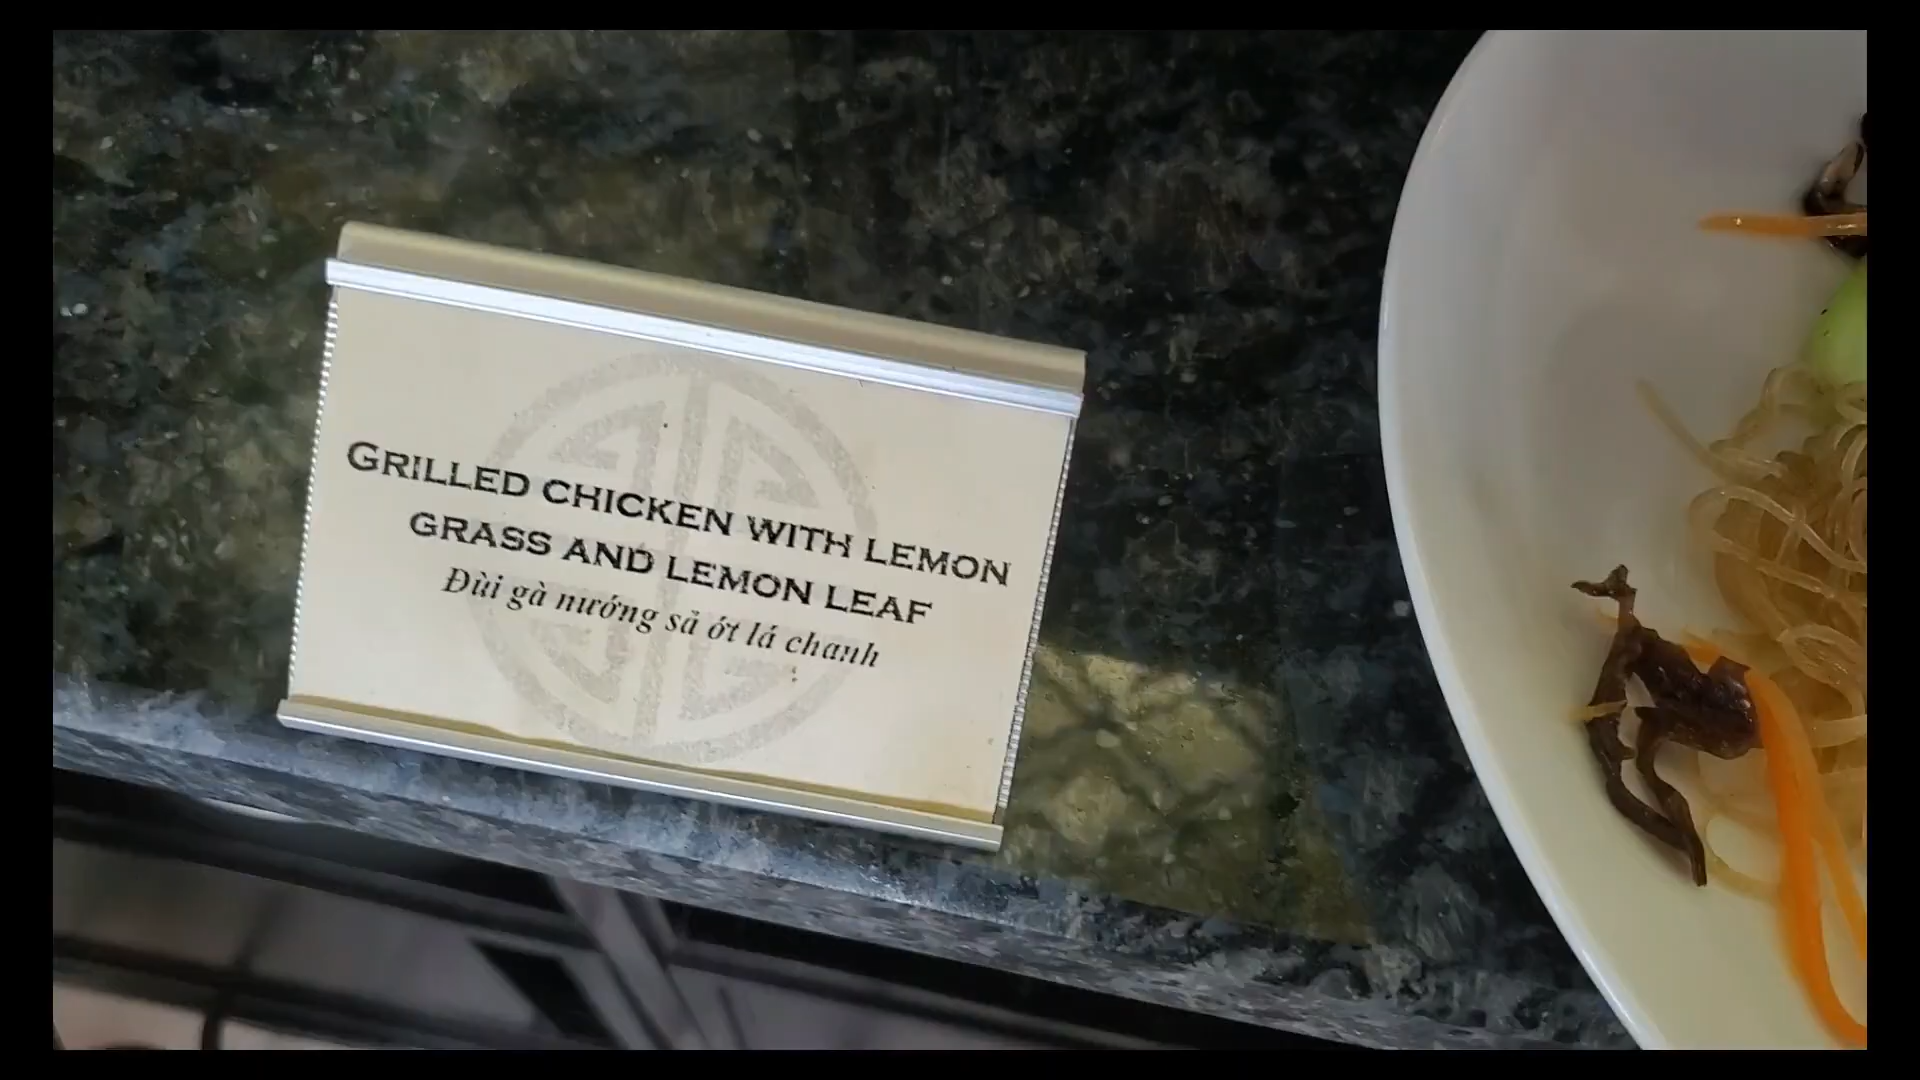 GRILLED CHICKEN WITH LEMON
GRASS AND LEMON LEAF
Đùi gà nướng sả ớt lá chanh